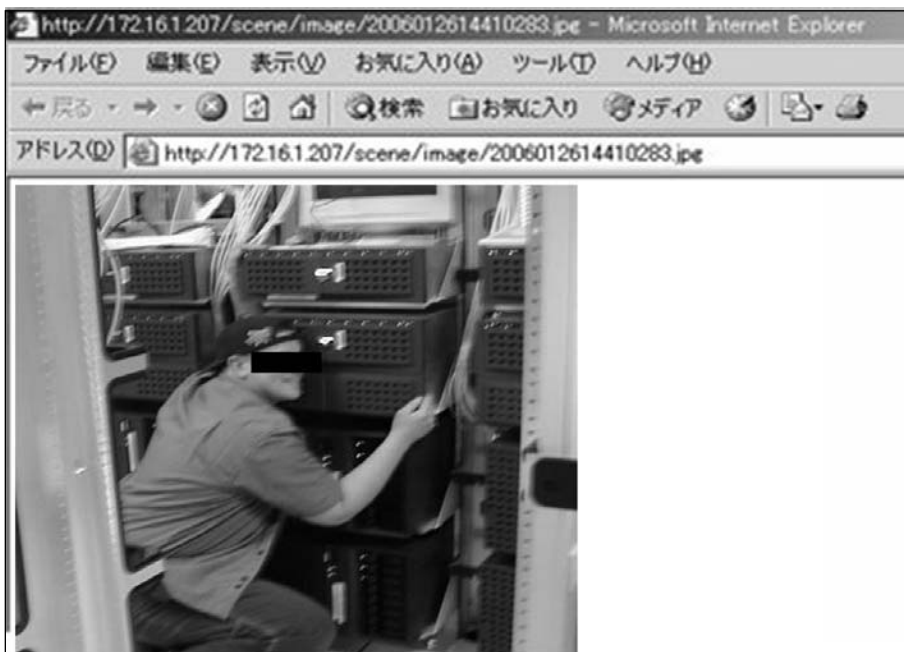 http://172.16.1.207/scene/image/2006012614410283.jpg - Microsoft Internet Explorer
ファイル(F) 編集(E) 表示(V) お気に入り(A) ツール(T) ヘルプ(H)
戻る 検索 お気に入り メディア
アドレス(D) http://172.16.1.207/scene/image/2006012614410283.jpg